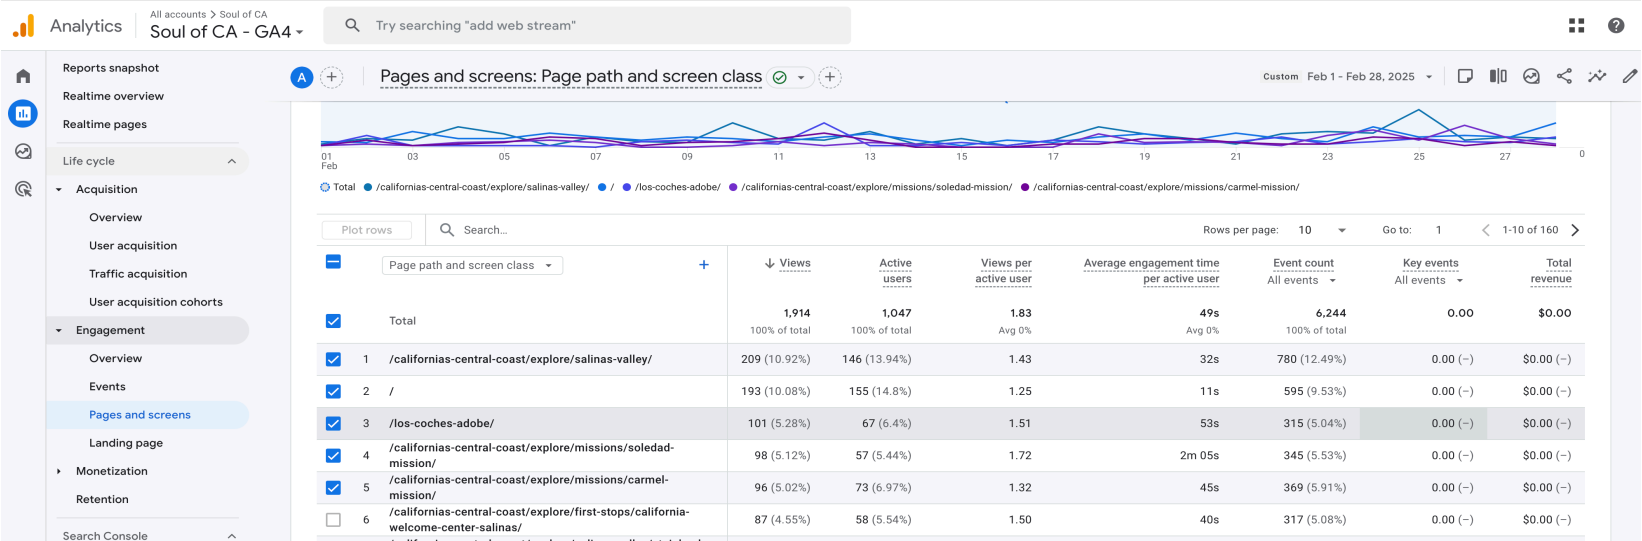 Analytics
All accounts > Soul of CA
Soul of CA - GA4
Try searching "add web stream"
Reports snapshot
Realtime overview
Realtime pages
Life cycle
Acquisition
Overview
User acquisition
Traffic acquisition
User acquisition cohorts
Engagement
Overview
Events
Pages and screens
Landing page
Monetization
Retention
Search Console
A
Pages and screens: Page path and screen class
Custom Feb 1 - Feb 28, 2025
01 03 05 07 09 11 13 15 17 19 21 23 25 27 0
Feb
Total /californias-central-coast/explore/salinas-valley/ / /los-coches-adobe/ /californias-central-coast/explore/missions/soledad-mission/ /californias-central-coast/explore/missions/carmel-mission/
Plot rows Search... Rows per page: 10 Go to: 1 1-10 of 160
Page path and screen class + Views Active users Views per active user Average engagement time per active user Event count All events Key events All events Total revenue
Total 1,914 1,047 1.83 49s 6,244 0.00 $0.00
100% of total 100% of total Avg 0% Avg 0% 100% of total
1 /californias-central-coast/explore/salinas-valley/ 209 (10.92%) 146 (13.94%) 1.43 32s 780 (12.49%) 0.00 (–) $0.00 (–)
2 / 193 (10.08%) 155 (14.8%) 1.25 11s 595 (9.53%) 0.00 (–) $0.00 (–)
3 /los-coches-adobe/ 101 (5.28%) 67 (6.4%) 1.51 53s 315 (5.04%) 0.00 (–) $0.00 (–)
4 /californias-central-coast/explore/missions/soledad-mission/ 98 (5.12%) 57 (5.44%) 1.72 2m 05s 345 (5.53%) 0.00 (–) $0.00 (–)
5 /californias-central-coast/explore/missions/carmel-mission/ 96 (5.02%) 73 (6.97%) 1.32 45s 369 (5.91%) 0.00 (–) $0.00 (–)
6 /californias-central-coast/explore/first-stops/california-welcome-center-salinas/ 87 (4.55%) 58 (5.54%) 1.50 40s 317 (5.08%) 0.00 (–) $0.00 (–)